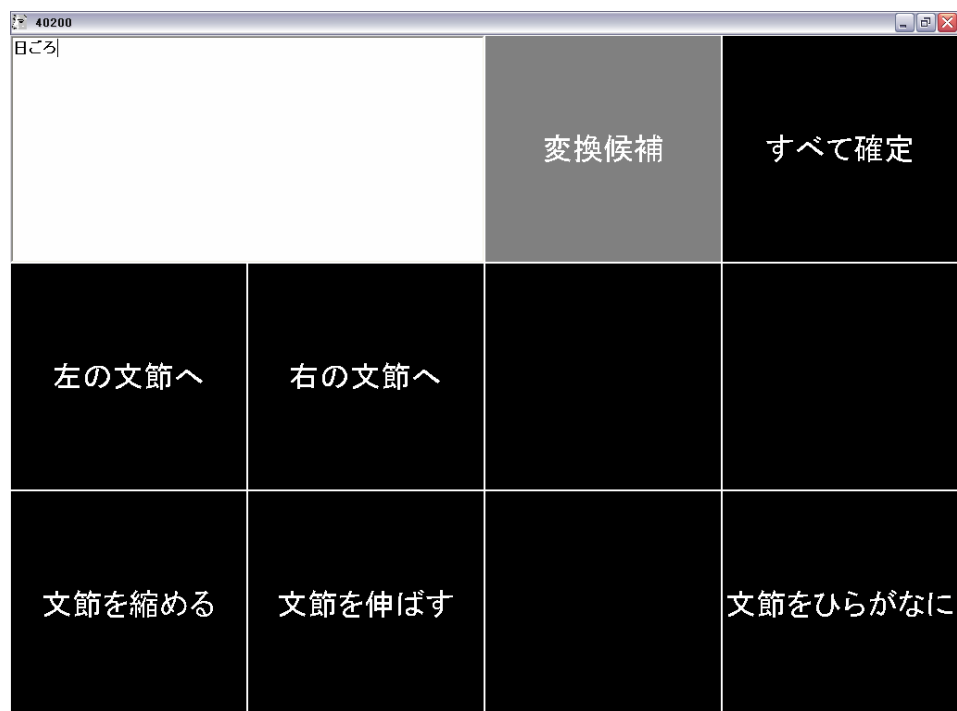 40200
日ごろ
変換候補
すべて確定
左の文節へ
右の文節へ
文節を縮める
文節を伸ばす
文節をひらがなに